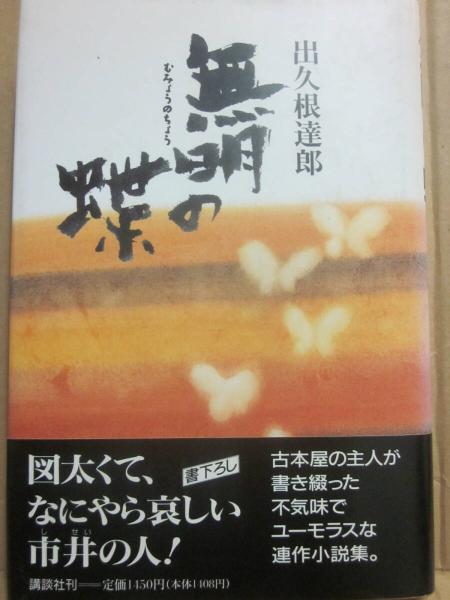 出久根達郎
無明の
むみょうのちょう
蝶
図太くて、
なにやら哀しい
市井の人!
しせい
書下ろし
古本屋の主人が
書き綴った
不気味で
ユーモラスな
連作小説集。
講談社刊──定価1450円(本体1408円)